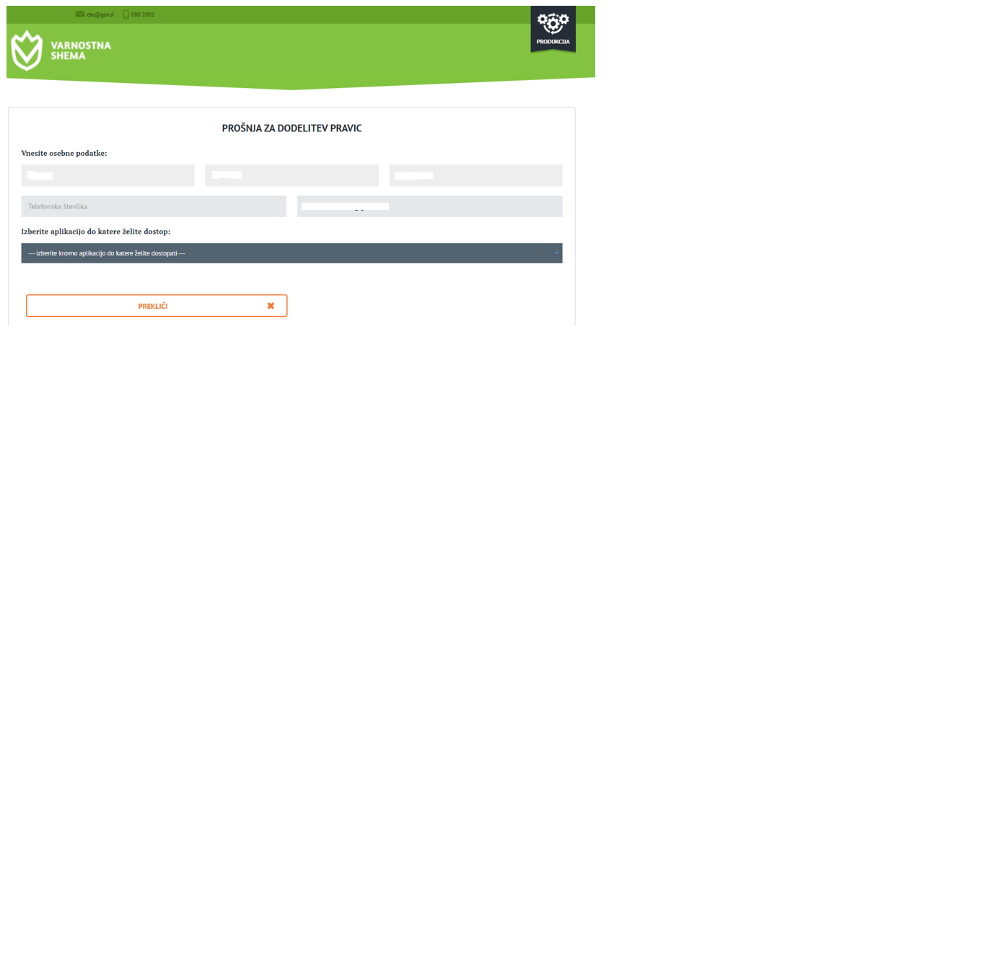 ekc@gov.si 080 2002
PRODUKCIJA
VARNOSTNA
SHEMA
PROŠNJA ZA DODELITEV PRAVIC
Vnesite osebne podatke:
Telefonska številka
Izberite aplikacijo do katere želite dostop:
--- izberite krovno aplikacijo do katere želite dostopati ---
PREKLIČI